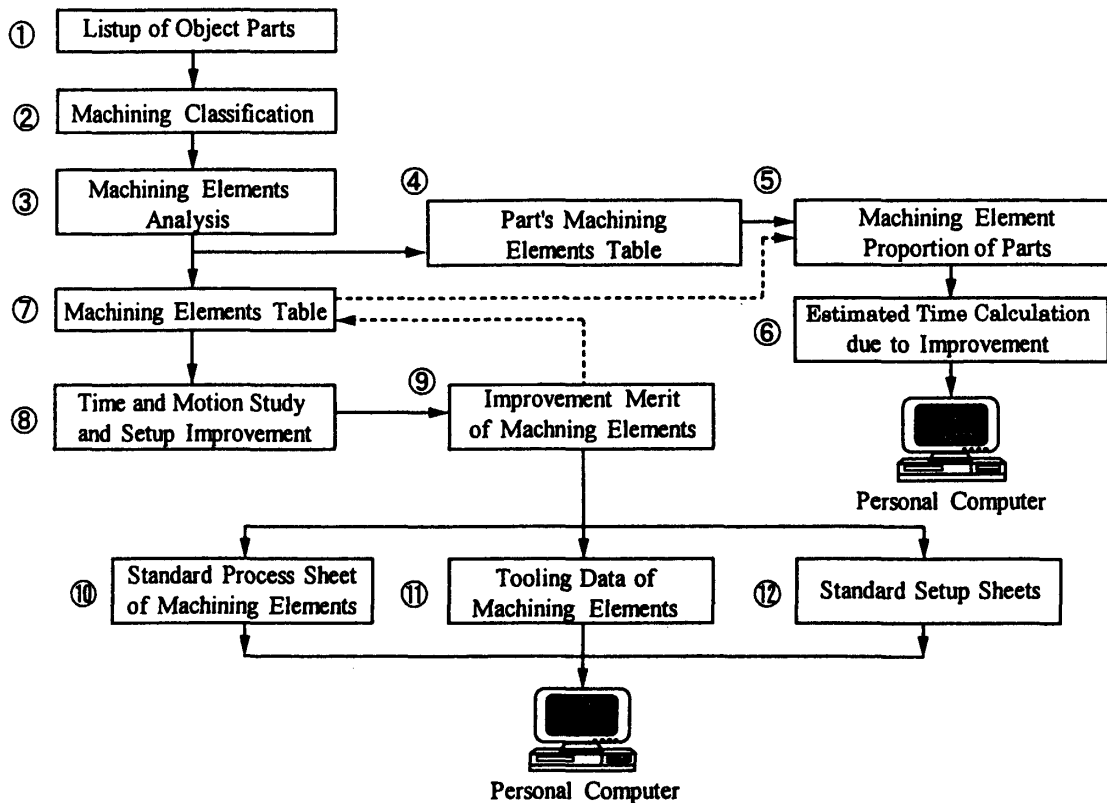 ① Listup of Object Parts
② Machining Classification
③ Machining Elements
Analysis
④ Part's Machining
Elements Table
⑤ Machining Element
Proportion of Parts
⑥ Estimated Time Calculation
due to Improvement
Personal Computer
⑦ Machining Elements Table
⑧ Time and Motion Study
and Setup Improvement
⑨ Improvement Merit
of Machning Elements
⑩ Standard Process Sheet
of Machining Elements
⑪ Tooling Data of
Machining Elements
⑫ Standard Setup Sheets
Personal Computer